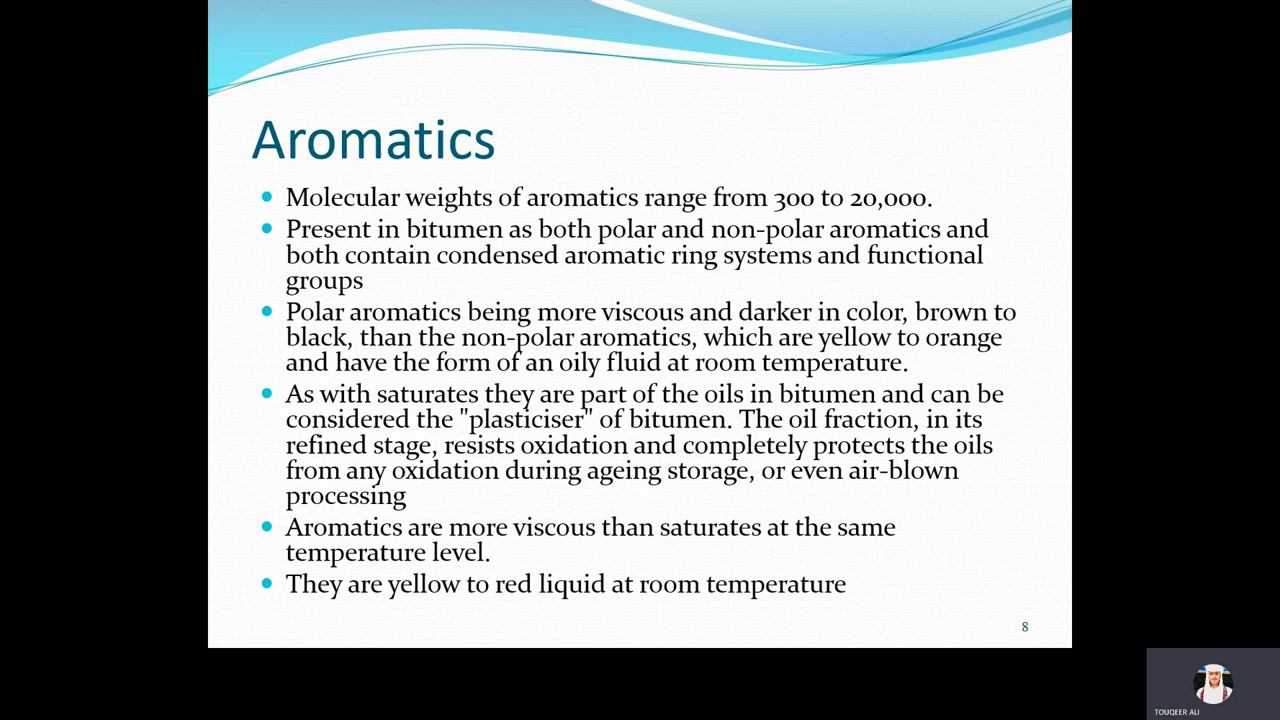 Aromatics
Molecular weights of aromatics range from 300 to 20,000.
Present in bitumen as both polar and non-polar aromatics and
both contain condensed aromatic ring systems and functional
groups
Polar aromatics being more viscous and darker in color, brown to
black, than the non-polar aromatics, which are yellow to orange
and have the form of an oily fluid at room temperature.
As with saturates they are part of the oils in bitumen and can be
considered the "plasticiser" of bitumen. The oil fraction, in its
refined stage, resists oxidation and completely protects the oils
from any oxidation during ageing storage, or even air-blown
processing
Aromatics are more viscous than saturates at the same
temperature level.
They are yellow to red liquid at room temperature
8
TOUQEER ALI